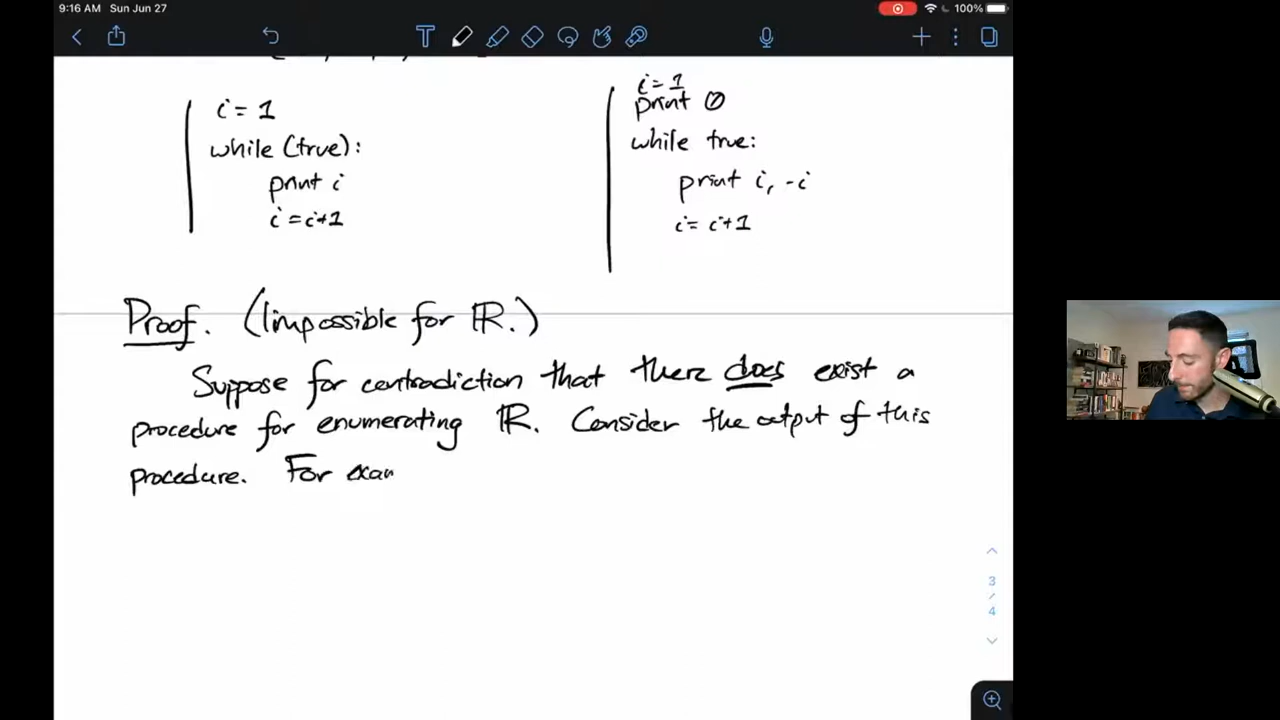 9:16 AM Sun Jun 27
100%
T
i = 1
while (true):
print i
i = i+1
i = 1
print 0
while true:
print i, -i
i = i+1
Proof. (Impossible for ℝ.)
Suppose for contradiction that there does exist a
procedure for enumerating ℝ. Consider the output of this
procedure. For exam
3
/
4